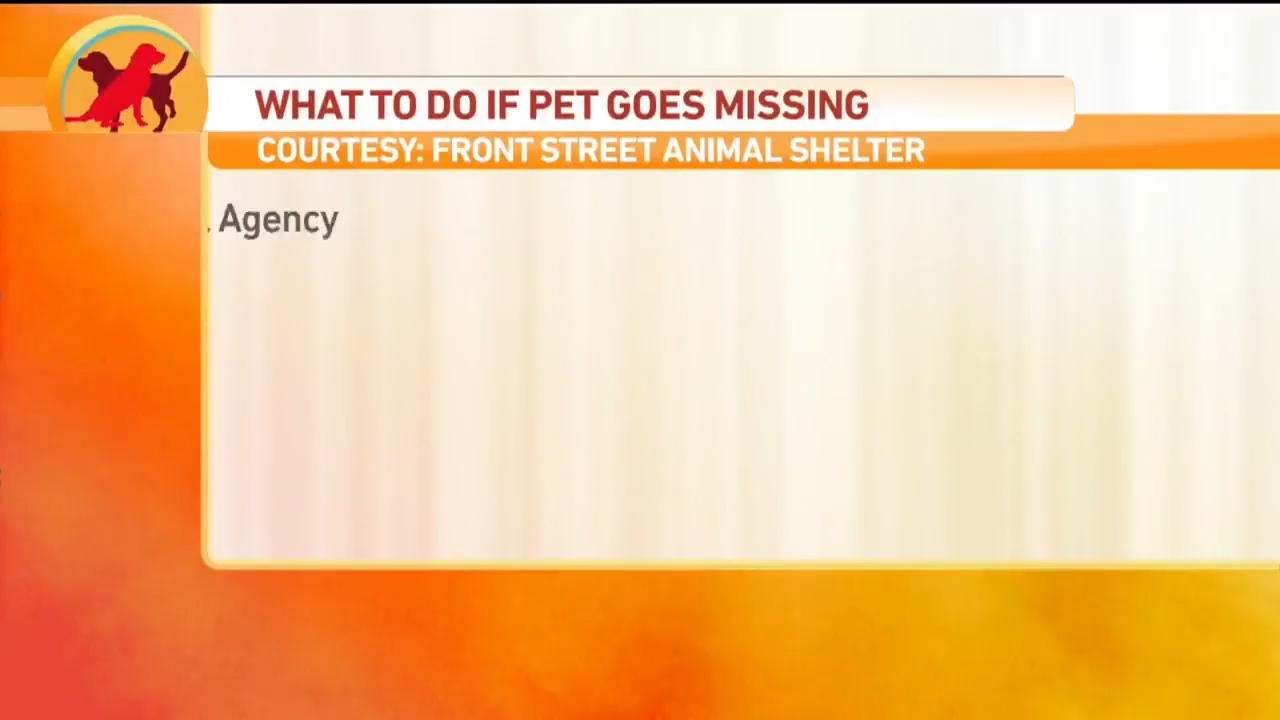 WHAT TO DO IF PET GOES MISSING
COURTESY: FRONT STREET ANIMAL SHELTER
. Agency